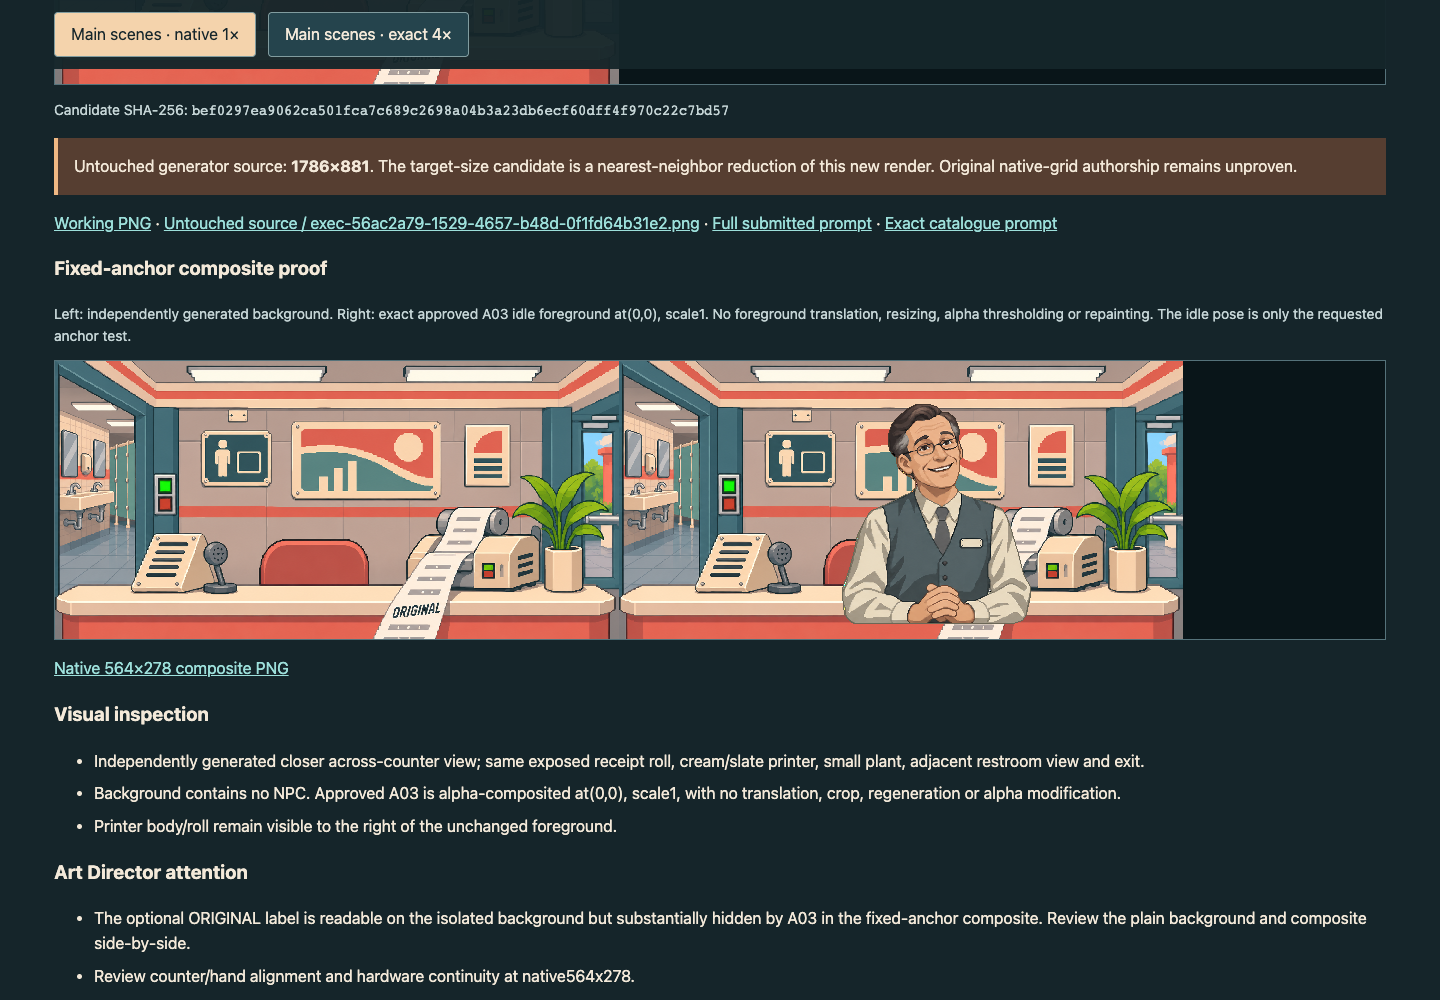 Main scenes · native 1×
Main scenes · exact 4×
Candidate SHA-256: bef0297ea9062ca501fca7c689c2698a04b3a23db6ecf60dff4f970c22c7bd57
Untouched generator source: 1786×881. The target-size candidate is a nearest-neighbor reduction of this new render. Original native-grid authorship remains unproven.
Working PNG · Untouched source / exec-56ac2a79-1529-4657-b48d-0f1fd64b31e2.png · Full submitted prompt · Exact catalogue prompt
Fixed-anchor composite proof
Left: independently generated background. Right: exact approved A03 idle foreground at(0,0), scale1. No foreground translation, resizing, alpha thresholding or repainting. The idle pose is only the requested
anchor test.
ORIGINAL
Native 564×278 composite PNG
Visual inspection
• Independently generated closer across-counter view; same exposed receipt roll, cream/slate printer, small plant, adjacent restroom view and exit.
• Background contains no NPC. Approved A03 is alpha-composited at(0,0), scale1, with no translation, crop, regeneration or alpha modification.
• Printer body/roll remain visible to the right of the unchanged foreground.
Art Director attention
• The optional ORIGINAL label is readable on the isolated background but substantially hidden by A03 in the fixed-anchor composite. Review the plain background and composite
side-by-side.
• Review counter/hand alignment and hardware continuity at native564x278.